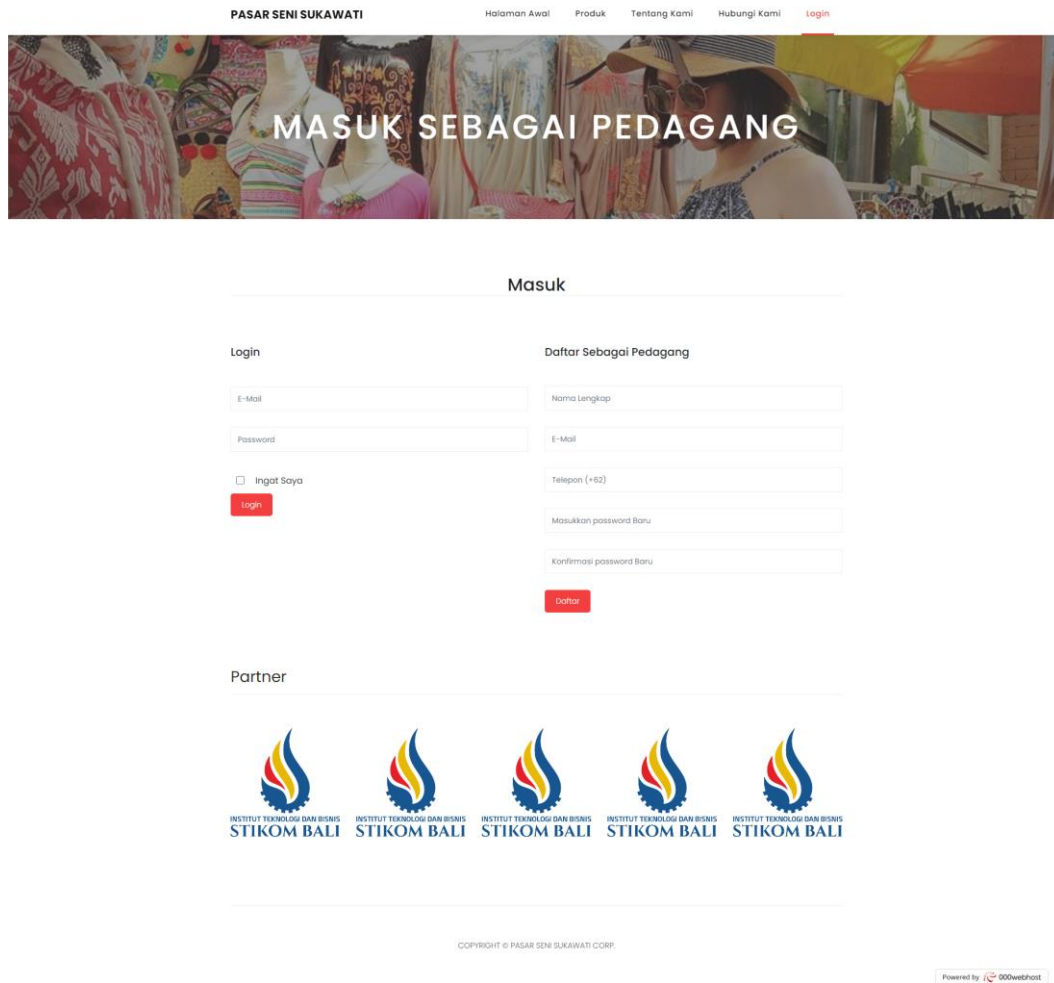 PASAR SENI SUKAWATI
Halaman Awal Produk Tentang Kami Hubungi Kami Login
MASUK SEBAGAI PEDAGANG
Masuk
Login
E-Mail
Password
Ingat Saya
Login
Daftar Sebagai Pedagang
Nama Lengkap
E-Mail
Telepon (+62)
Masukkan password Baru
Konfirmasi password Baru
Daftar
Partner
INSTITUT TEKNOLOGI DAN BISNIS
STIKOM BALI
INSTITUT TEKNOLOGI DAN BISNIS
STIKOM BALI
INSTITUT TEKNOLOGI DAN BISNIS
STIKOM BALI
INSTITUT TEKNOLOGI DAN BISNIS
STIKOM BALI
INSTITUT TEKNOLOGI DAN BISNIS
STIKOM BALI
COPYRIGHT © PASAR SENI SUKAWATI CORP.
Powered by 000webhost